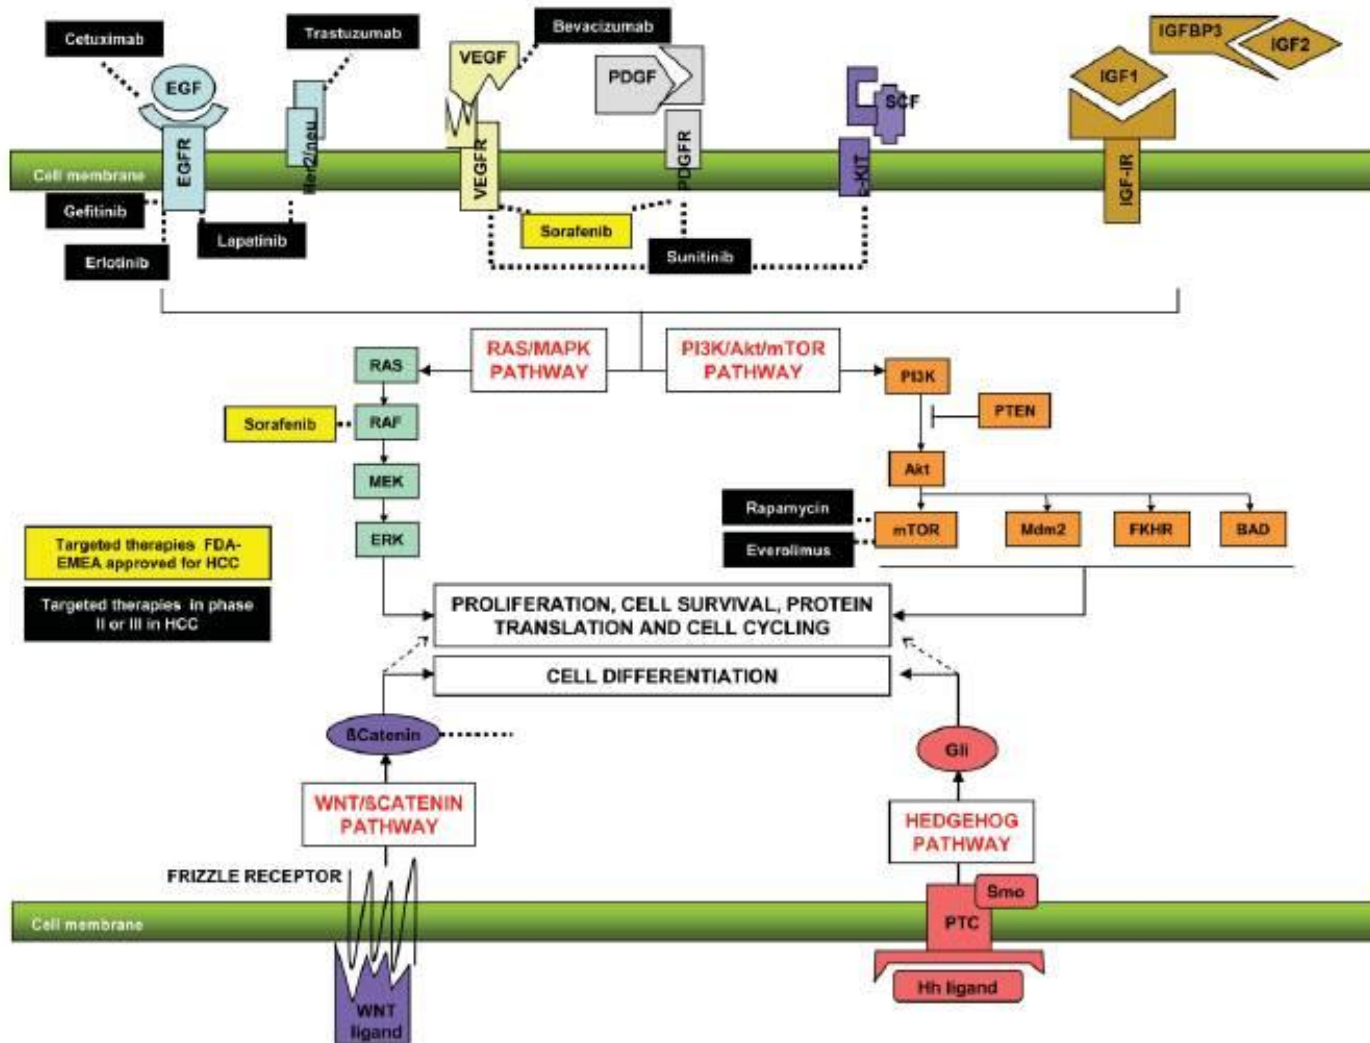 Cetuximab
Trastuzumab
Bevacizumab
EGF
VEGF
PDGF
SCF
IGF1
IGFBP3
IGF2
EGFR
Her2/neu
VEGFR
PDGFR
c-KIT
IGF-IR
Cell membrane
Gefitinib
Erlotinib
Lapatinib
Sorafenib
Sunitinib
RAS/MAPK
PATHWAY
PI3K/Akt/mTOR
PATHWAY
RAS
RAF
MEK
ERK
Sorafenib
PI3K
PTEN
Akt
Rapamycin
Everolimus
mTOR
Mdm2
FKHR
BAD
Targeted therapies FDA-
EMEA approved for HCC
Targeted therapies in phase
II or III in HCC
PROLIFERATION, CELL SURVIVAL, PROTEIN
TRANSLATION AND CELL CYCLING
CELL DIFFERENTIATION
ßCatenin
Gli
WNT/ßCATENIN
PATHWAY
HEDGEHOG
PATHWAY
FRIZZLE RECEPTOR
Smo
PTC
Cell membrane
Hh ligand
WNT
ligand